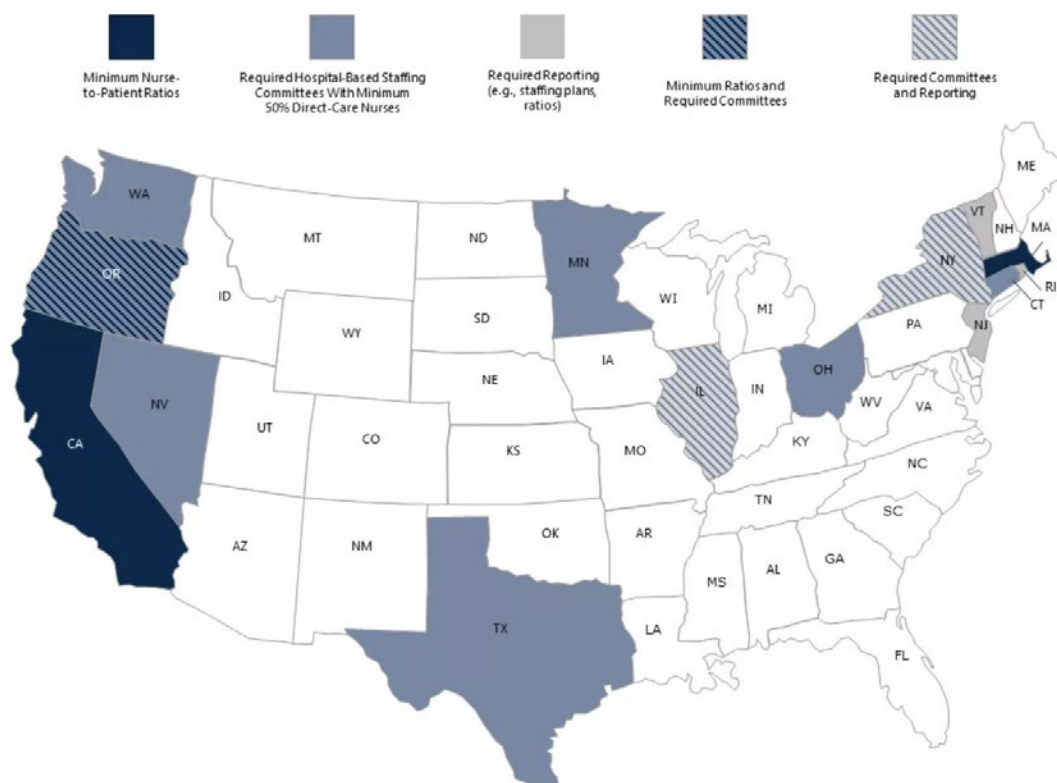 Minimum Nurse-
to-Patient Ratios
Required Hospital-Based Staffing
Committees With Minimum
50% Direct-Care Nurses
Required Reporting
(e.g., staffing plans,
ratios)
Minimum Ratios and
Required Committees
Required Committees
and Reporting
ME
WA
VT
MT
ND
NH
MA
OR
MN
NY
ID
WI
RI
SD
MI
CT
WY
PA
NJ
IA
NE
OH
IN
IL
NV
WV
VA
UT
CO
CA
KS
MO
KY
NC
TN
SC
OK
AR
AZ
NM
GA
MS
AL
TX
LA
FL